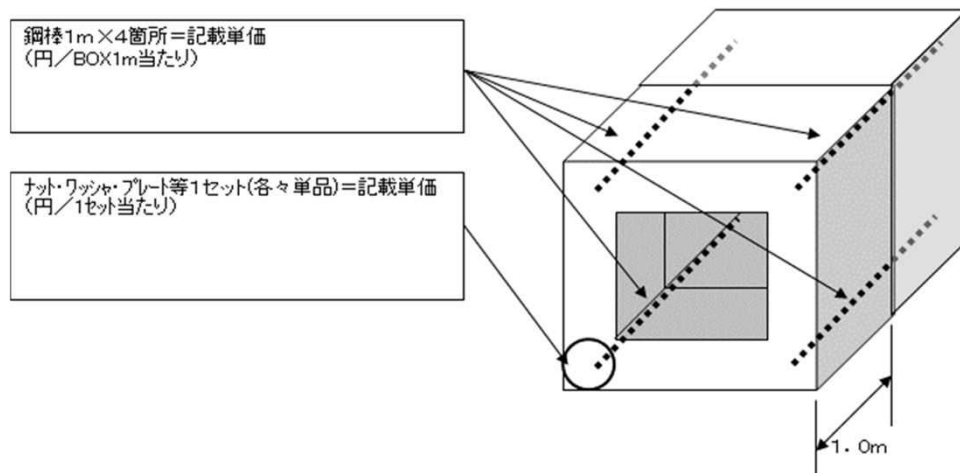 鋼棒1m×4箇所=記載単価
(円/BOX1m当たり)
ナット・ワッシャ・プレート等1セット(各々単品)=記載単価
(円/1セット当たり)
1.0m